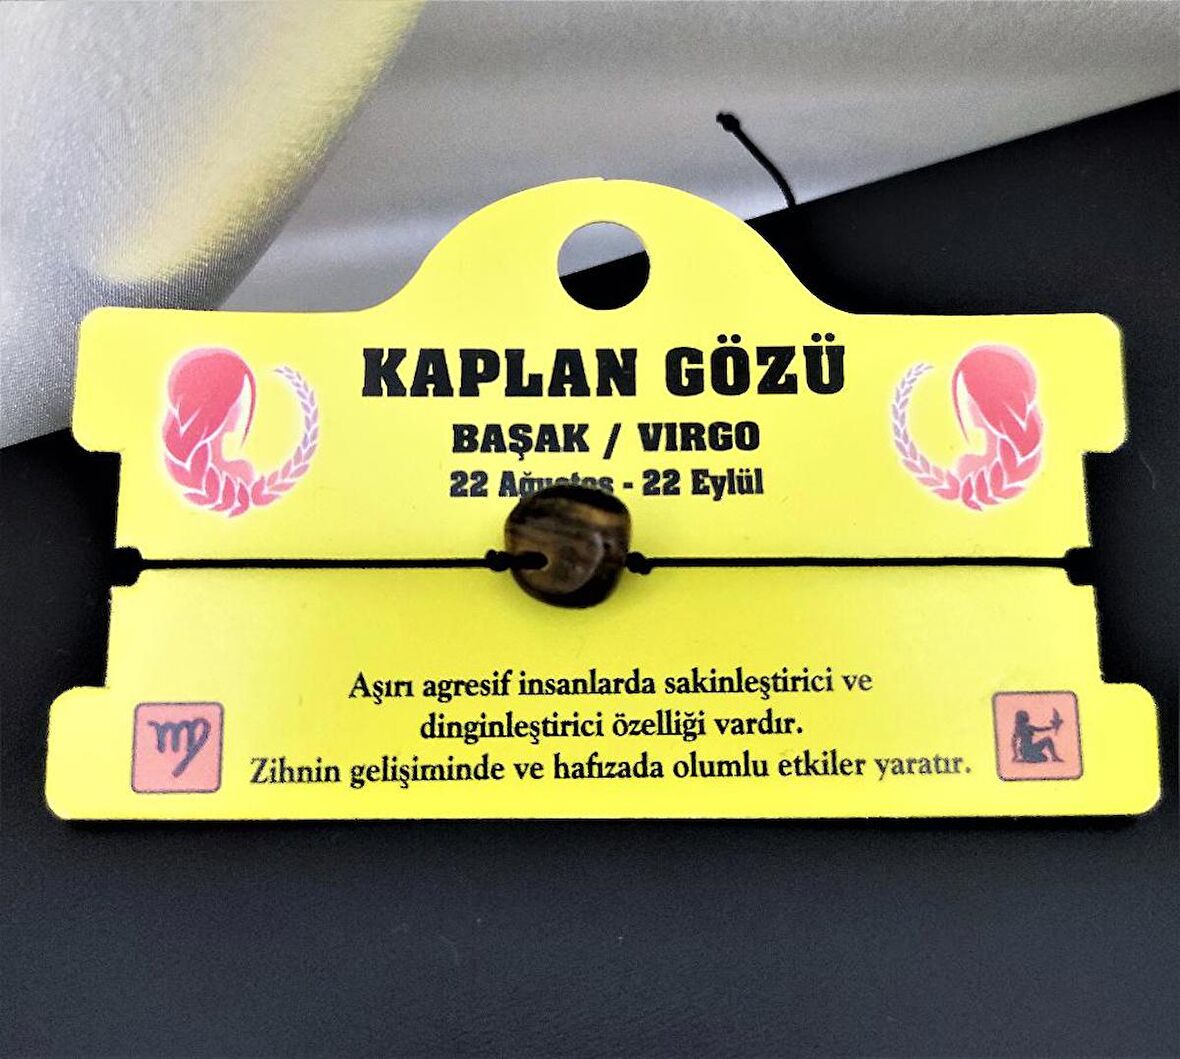 KAPLAN GÖZÜ
BAŞAK / VIRGO
22 - 22 Eylül
Aşırı agresif insanlarda sakinleştirici ve
dinginleştirici özelliği vardır.
Zihnin gelişiminde ve hafızada olumlu etkiler yaratır.